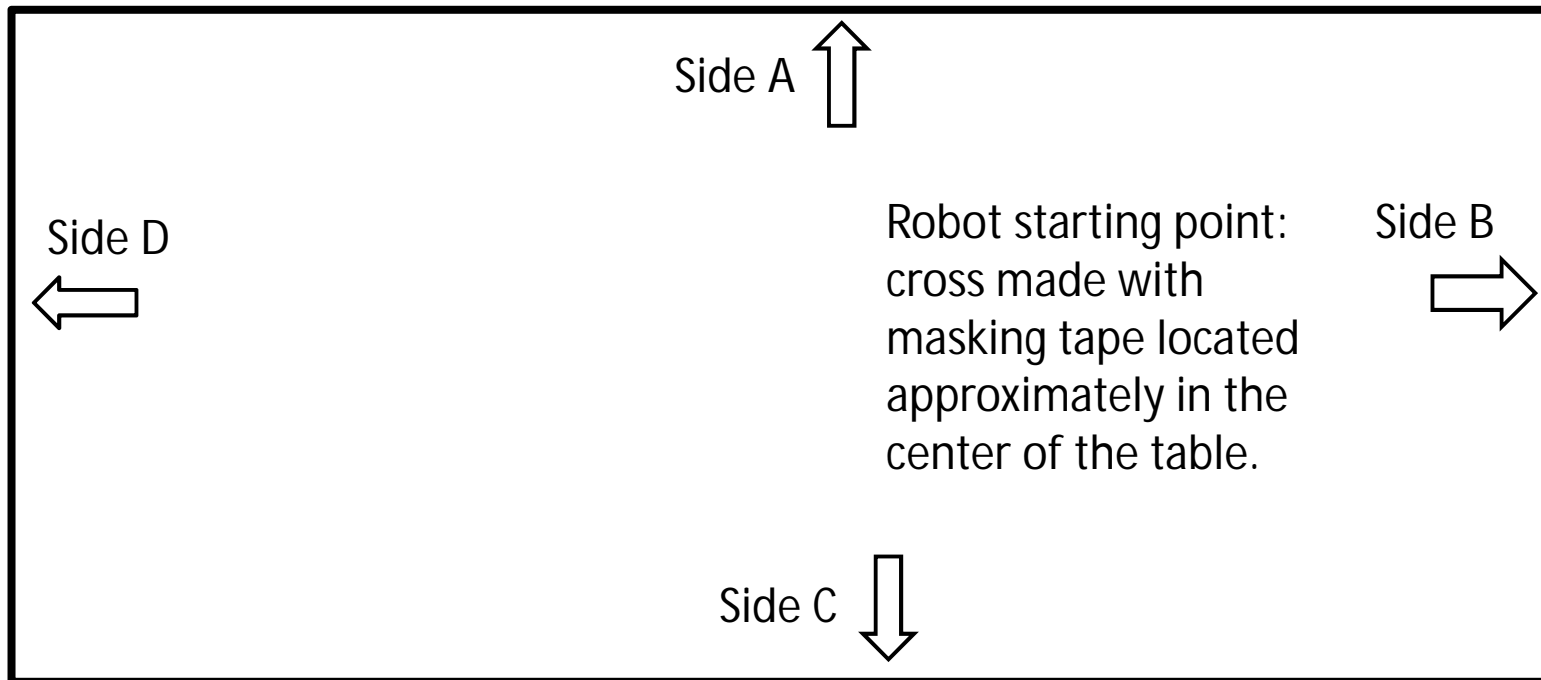 Side A
Side D
Robot starting point:
cross made with
masking tape located
approximately in the
center of the table.
Side B
Side C